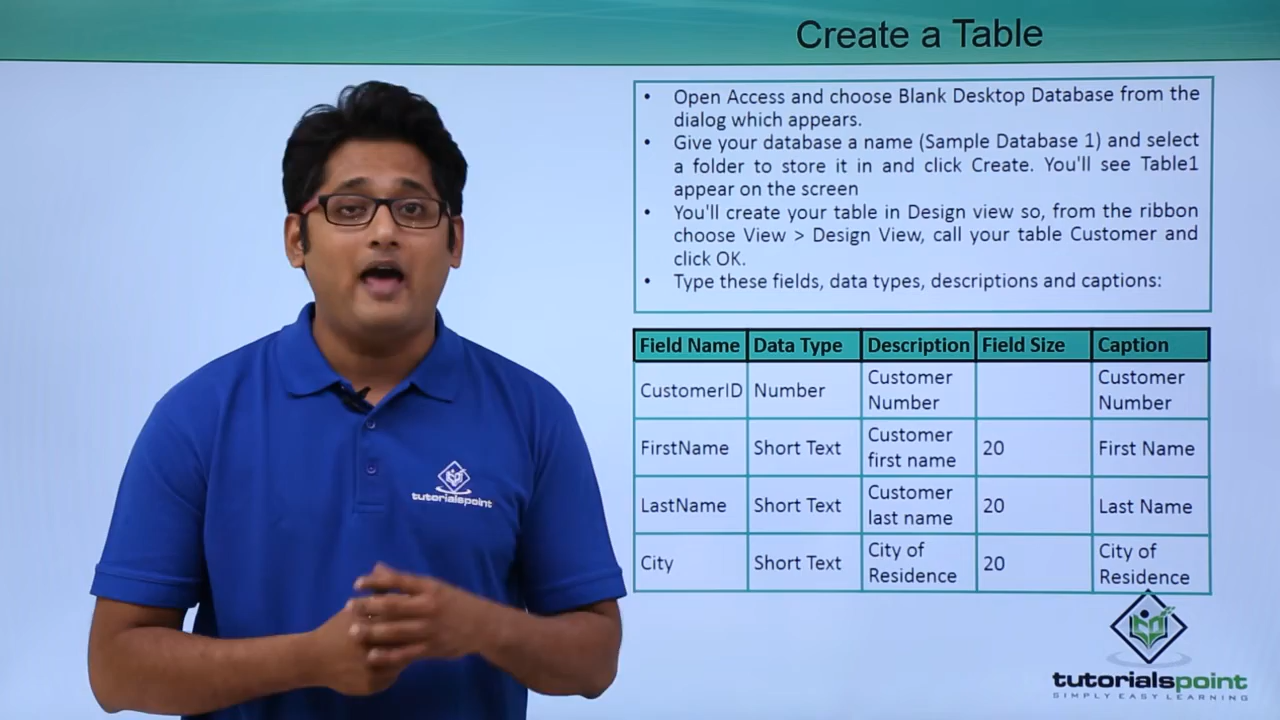 Create a Table
• Open Access and choose Blank Desktop Database from the
dialog which appears.
• Give your database a name (Sample Database 1) and select
a folder to store it in and click Create. You'll see Table1
appear on the screen
• You'll create your table in Design view so, from the ribbon
choose View > Design View, call your table Customer and
click OK.
• Type these fields, data types, descriptions and captions:
Field Name Data Type Description Field Size Caption
CustomerID Number Customer Number Customer Number
FirstName Short Text Customer first name 20 First Name
LastName Short Text Customer last name 20 Last Name
City Short Text City of Residence 20 City of Residence
tutorialspoint
tutorialspoint
SIMPLY EASY LEARNING